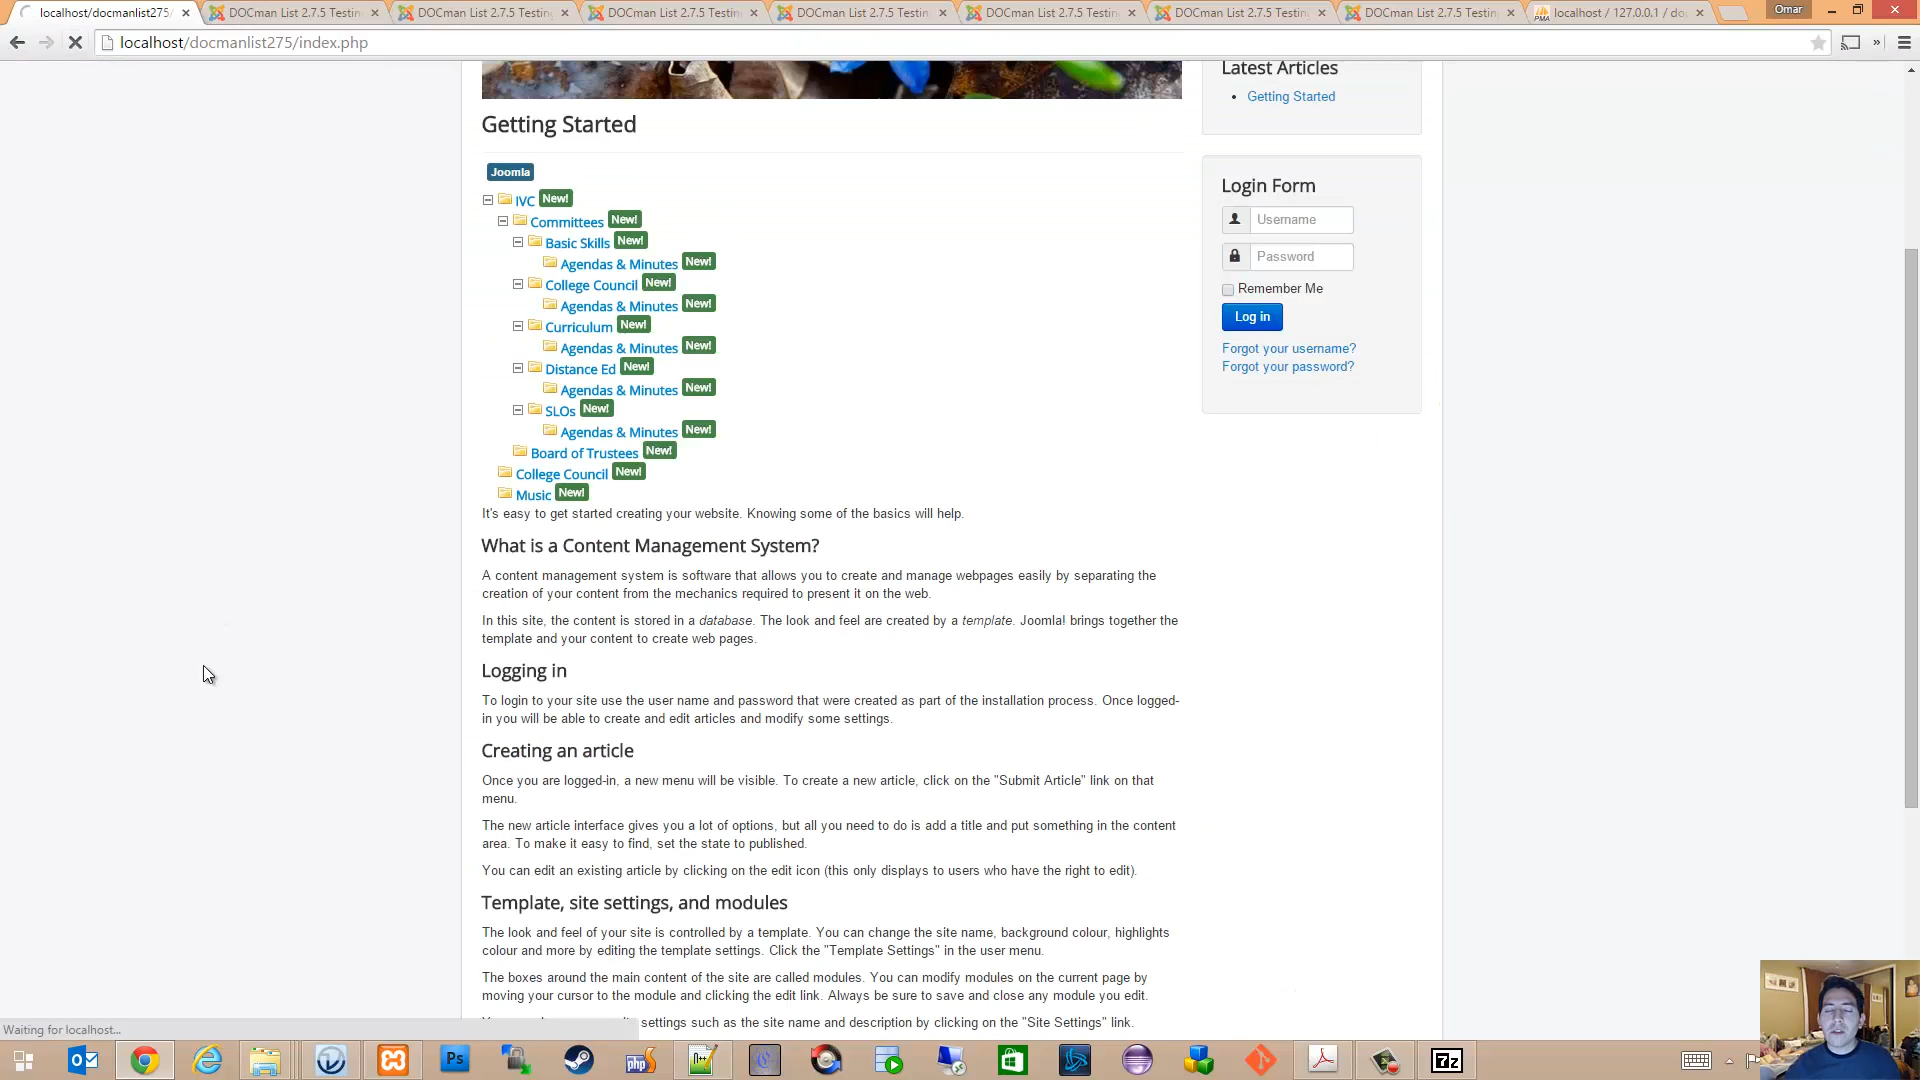 localhost/docmanlist275/
DOCman List 2.7.5 Testin
DOCman List 2.7.5 Testin
DOCman List 2.7.5 Testin
DOCman List 2.7.5 Testin
DOCman List 2.7.5 Testin
DOCman List 2.7.5 Testin
DOCman List 2.7.5 Testin
localhost / 127.0.0.1 / do
Omar
localhost/docmanlist275/index.php
Latest Articles
Getting Started
Getting Started
Joomla
IVC New!
Committees New!
Basic Skills New!
Agendas & Minutes New!
College Council New!
Agendas & Minutes New!
Curriculum New!
Agendas & Minutes New!
Distance Ed New!
Agendas & Minutes New!
SLOs New!
Agendas & Minutes New!
Board of Trustees New!
College Council New!
Music New!
Login Form
Username
Password
Remember Me
Log in
Forgot your username?
Forgot your password?
It's easy to get started creating your website. Knowing some of the basics will help.
What is a Content Management System?
A content management system is software that allows you to create and manage webpages easily by separating the
creation of your content from the mechanics required to present it on the web.
In this site, the content is stored in a database. The look and feel are created by a template. Joomla! brings together the
template and your content to create web pages.
Logging in
To login to your site use the user name and password that were created as part of the installation process. Once logged-
in you will be able to create and edit articles and modify some settings.
Creating an article
Once you are logged-in, a new menu will be visible. To create a new article, click on the "Submit Article" link on that
menu.
The new article interface gives you a lot of options, but all you need to do is add a title and put something in the content
area. To make it easy to find, set the state to published.
You can edit an existing article by clicking on the edit icon (this only displays to users who have the right to edit).
Template, site settings, and modules
The look and feel of your site is controlled by a template. You can change the site name, background colour, highlights
colour and more by editing the template settings. Click the "Template Settings" in the user menu.
The boxes around the main content of the site are called modules. You can modify modules on the current page by
moving your cursor to the module and clicking the edit link. Always be sure to save and close any module you edit.
settings such as the site name and description by clicking on the "Site Settings" link.
Waiting for localhost...
Ps
php
7z